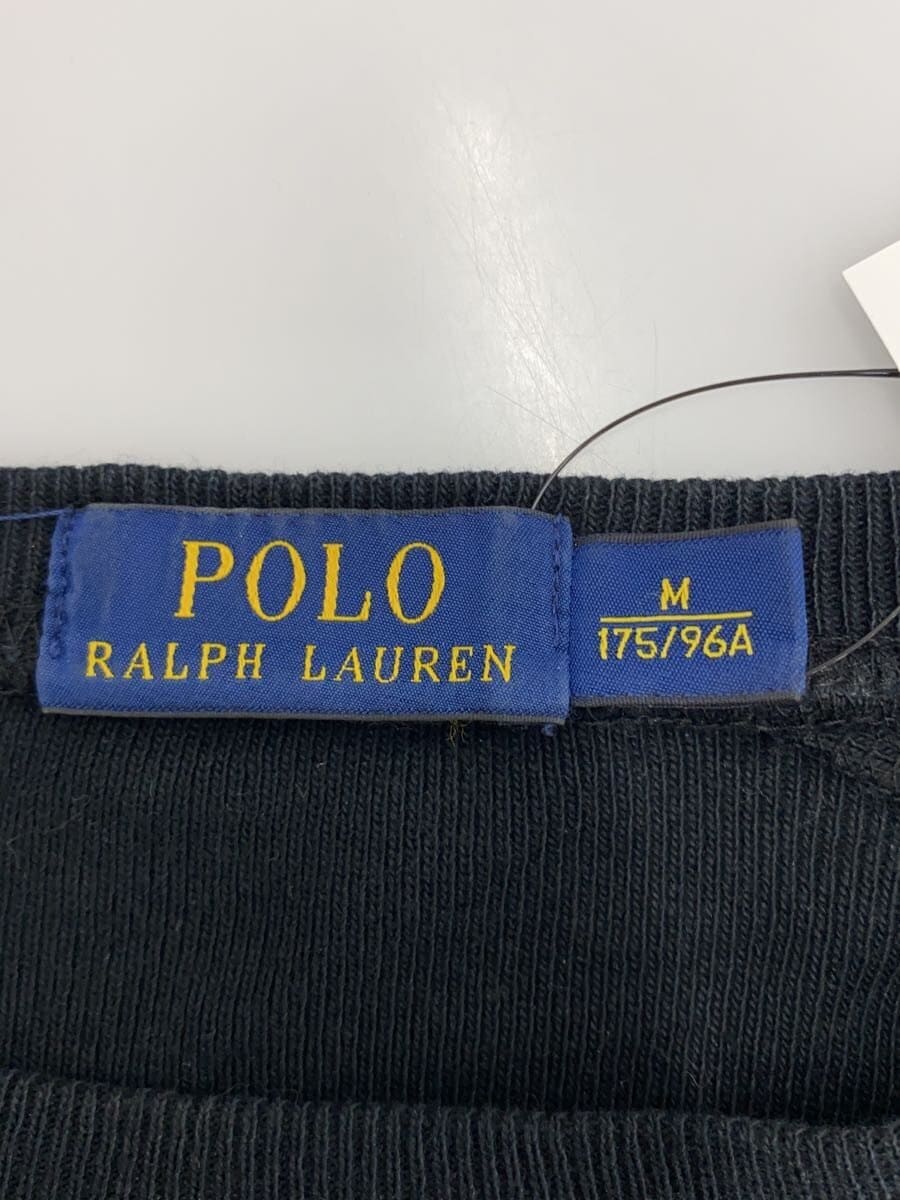 POLO
RALPH LAUREN
M
175/96A